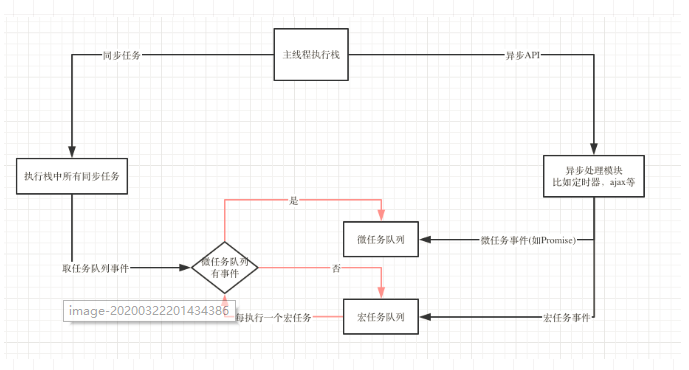 主线程执行栈
同步任务
异步API
执行栈中所有同步任务
异步处理模块
比如定时器、ajax等
是
微任务队列
微任务事件(如Promise)
取任务队列事件
微任务队列
有事件
否
image-20200322201434386
每执行一个宏任务
宏任务队列
宏任务事件